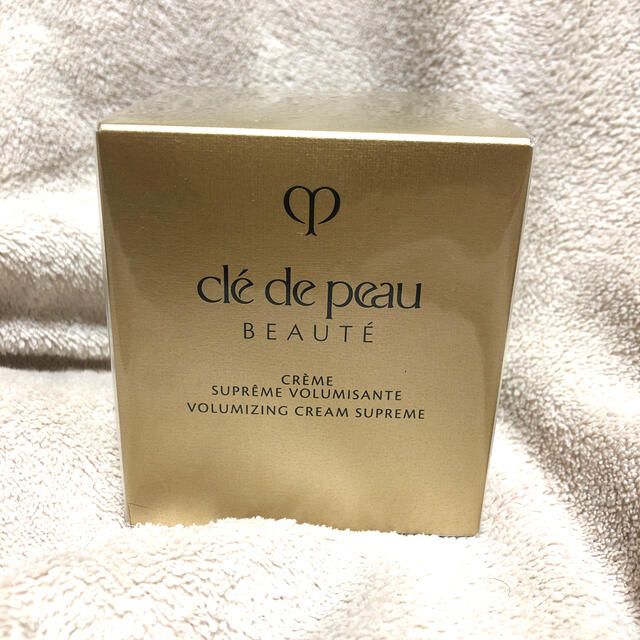 clé de peau
BEAUTÉ
CRÈME
SUPRÊME VOLUMISANTE
VOLUMIZING CREAM SUPREME